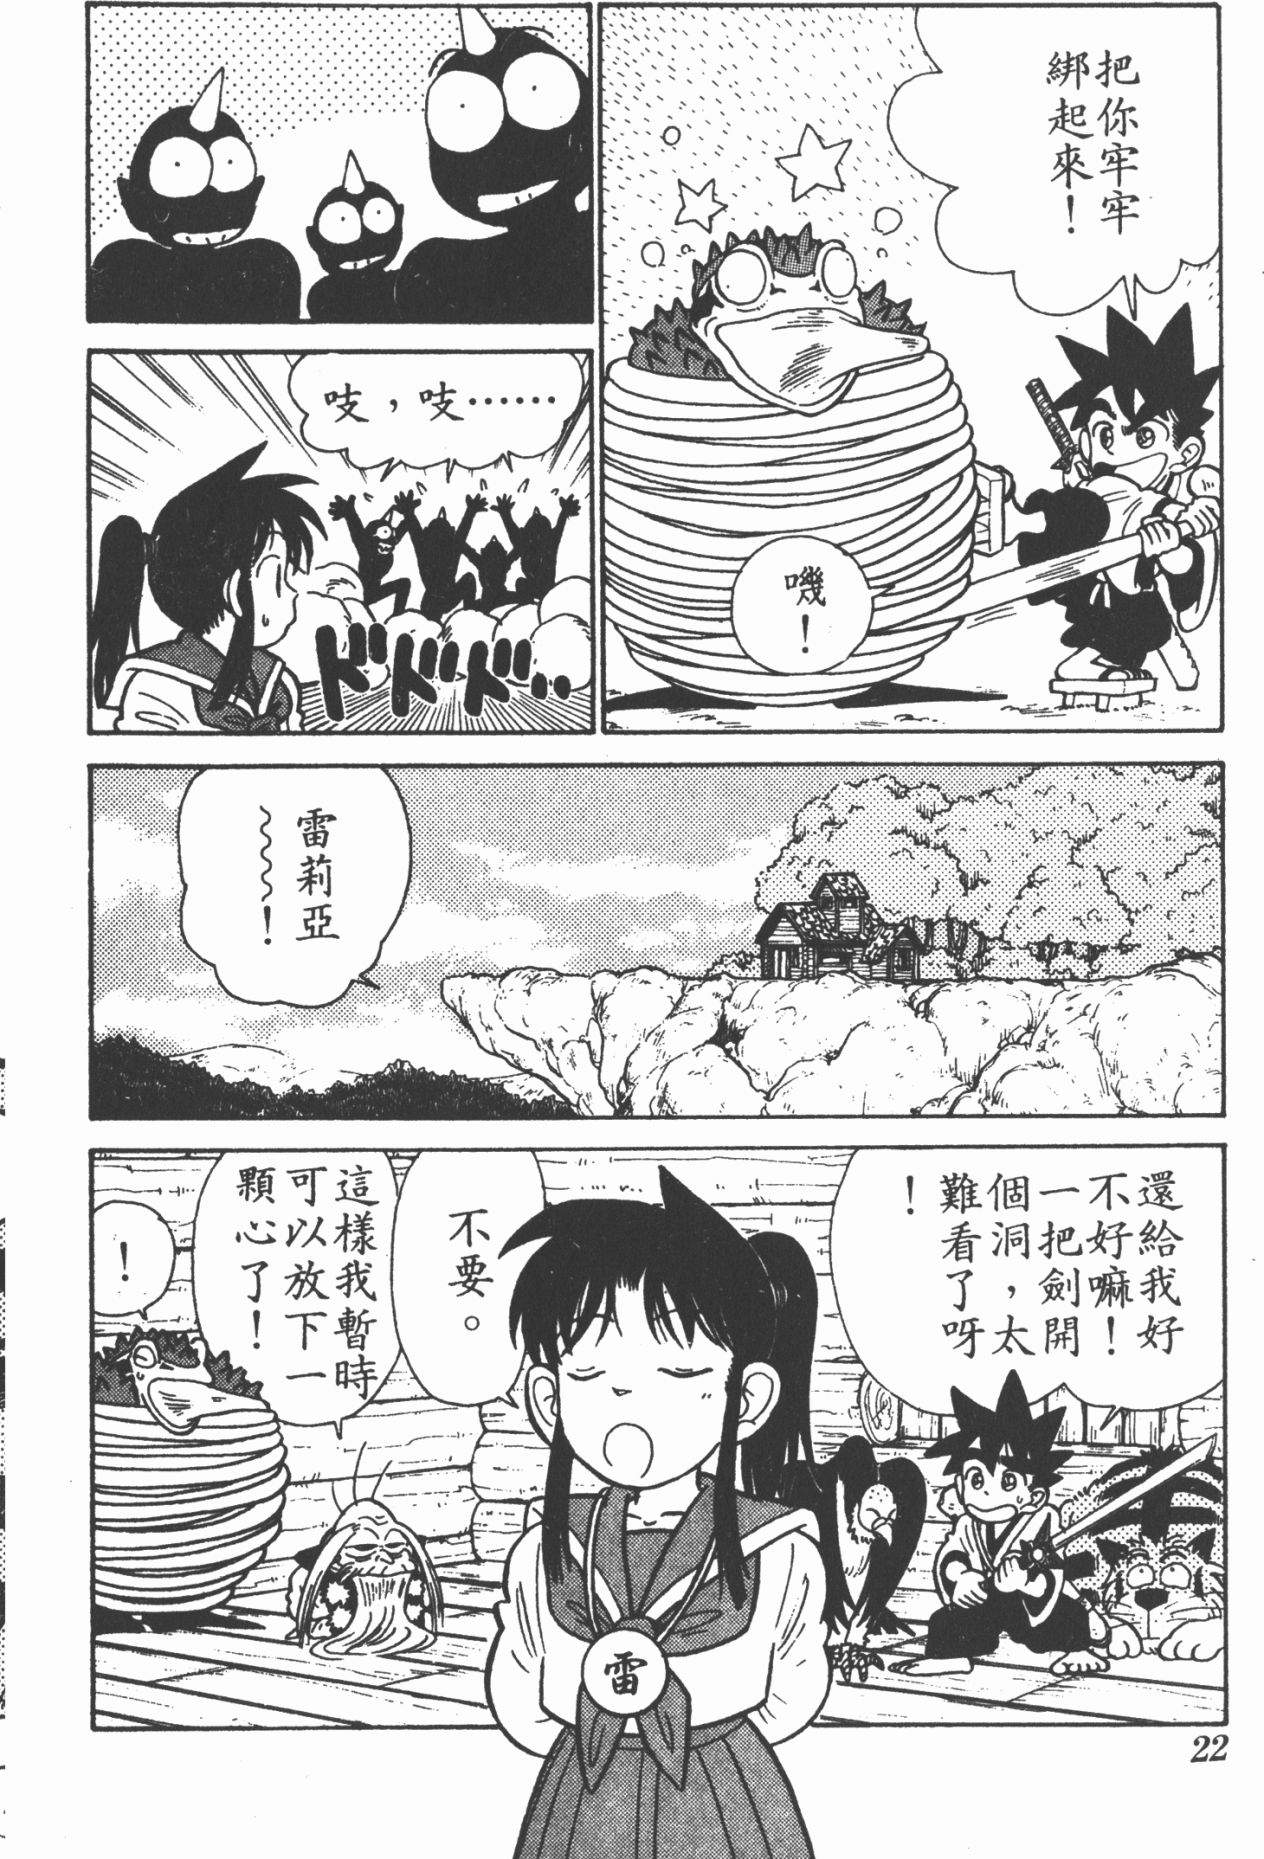 把你牢牢
綁起來！
嘰！
吱，吱……
ドドド
雷莉亞
～～～！
還給我好
不好嘛！
一把劍開
個洞，太
難看了呀
！
不要。
這樣我暫時
可以放下一
顆心了！
！
雷
22